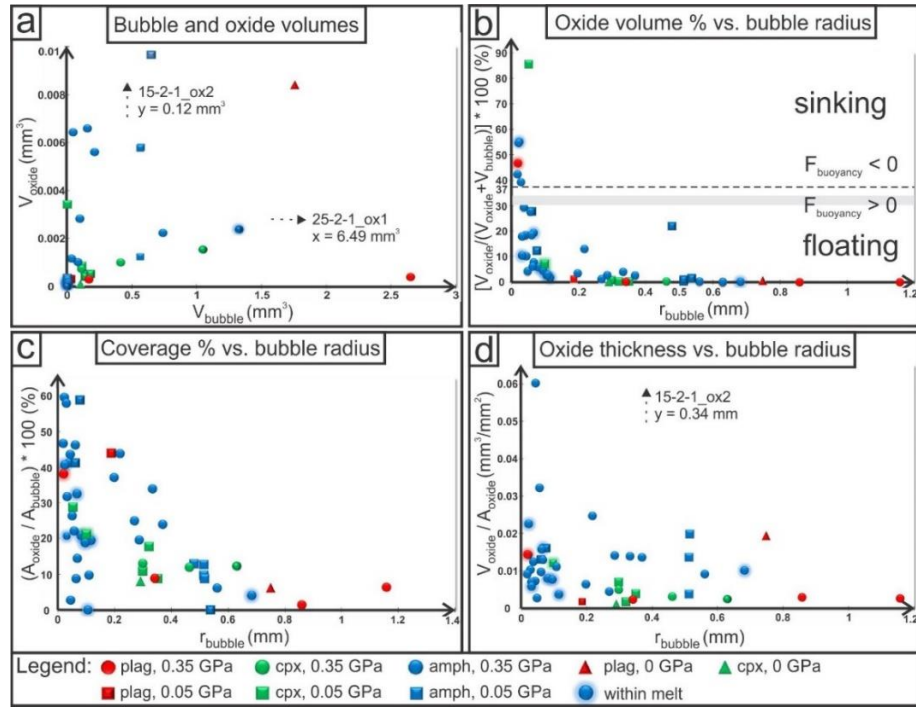 a
Bubble and oxide volumes
0.01
0.008
0.006
0.004
0.002
0
V_oxide (mm³)
15-2-1_ox2
y = 0.12 mm³
25-2-1_ox1
x = 6.49 mm³
0 1 2 3
V_bubble (mm³)
b
Oxide volume % vs. bubble radius
90
80
70
60
50
40
37
30
20
10
0
[V_oxide/(V_oxide+V_bubble)] * 100 (%)
sinking
F_buoyancy < 0
F_buoyancy > 0
floating
0 0.2 0.4 0.6 0.8 1 1.2
r_bubble (mm)
c
Coverage % vs. bubble radius
60
50
40
30
20
10
0
(A_oxide / A_bubble) * 100 (%)
0 0.2 0.4 0.6 0.8 1 1.2 1.4
r_bubble (mm)
d
Oxide thickness vs. bubble radius
0.06
0.05
0.04
0.03
0.02
0.01
0
V_oxide / A_oxide (mm³/mm²)
15-2-1_ox2
y = 0.34 mm
0 0.2 0.4 0.6 0.8 1 1.2
r_bubble (mm)
Legend: plag, 0.35 GPa cpx, 0.35 GPa amph, 0.35 GPa plag, 0 GPa cpx, 0 GPa
plag, 0.05 GPa cpx, 0.05 GPa amph, 0.05 GPa within melt